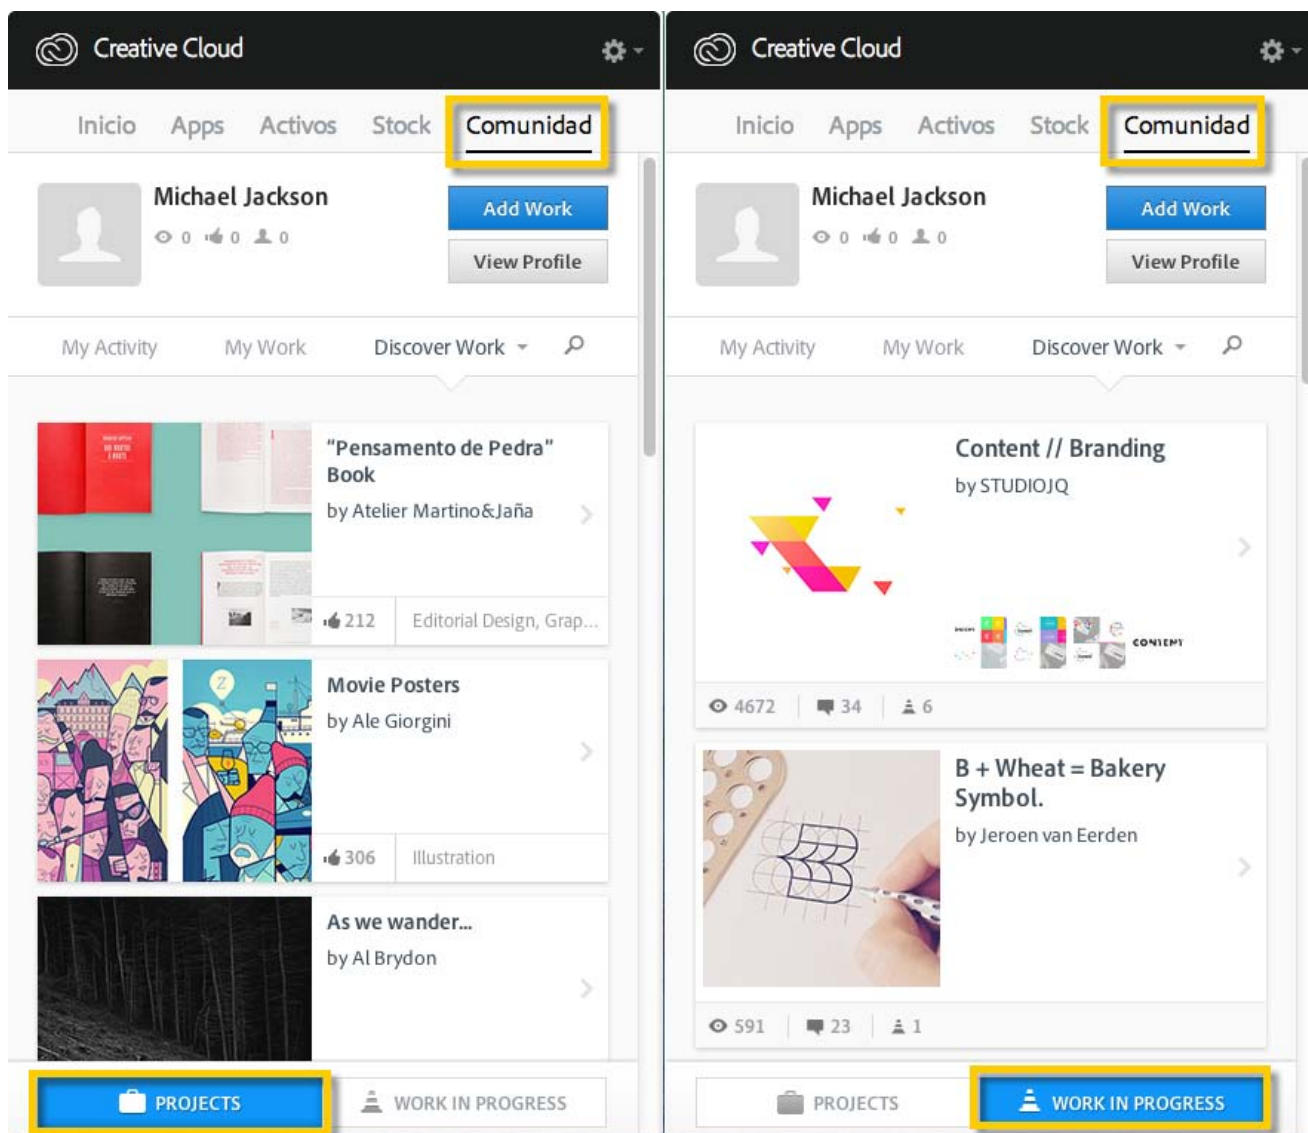 Creative Cloud
Inicio Apps Activos Stock Comunidad
Michael Jackson
0 0 0
Add Work
View Profile
My Activity My Work Discover Work
"Pensamento de Pedra"
Book
by Atelier Martino&Jaña
212 Editorial Design, Grap...
Z
Movie Posters
by Ale Giorgini
306 Illustration
As we wander...
by Al Brydon
PROJECTS WORK IN PROGRESS
Creative Cloud
Inicio Apps Activos Stock Comunidad
Michael Jackson
0 0 0
Add Work
View Profile
My Activity My Work Discover Work
Content // Branding
by STUDIOJQ
CONTENT
4672 34 6
B + Wheat = Bakery
Symbol.
by Jeroen van Eerden
591 23 1
PROJECTS WORK IN PROGRESS